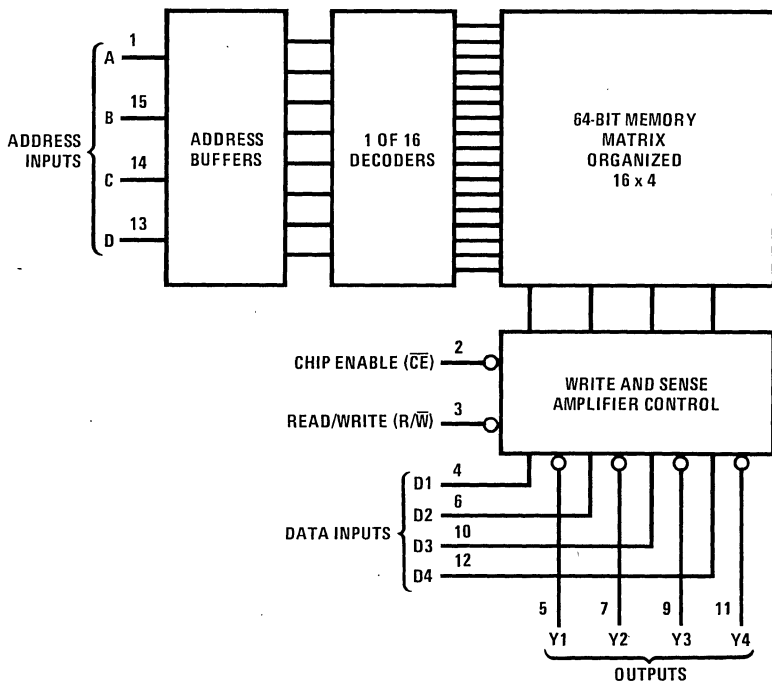 1
A
15
B
ADDRESS
INPUTS
14
C
13
D
ADDRESS
BUFFERS
1 OF 16
DECODERS
64-BIT MEMORY
MATRIX
ORGANIZED
16 x 4
CHIP ENABLE (C̅E̅)
2
READ/WRITE (R/W̅)
3
WRITE AND SENSE
AMPLIFIER CONTROL
DATA INPUTS
D1
4
D2
6
D3
10
D4
12
5
7
9
11
Y1
Y2
Y3
Y4
OUTPUTS